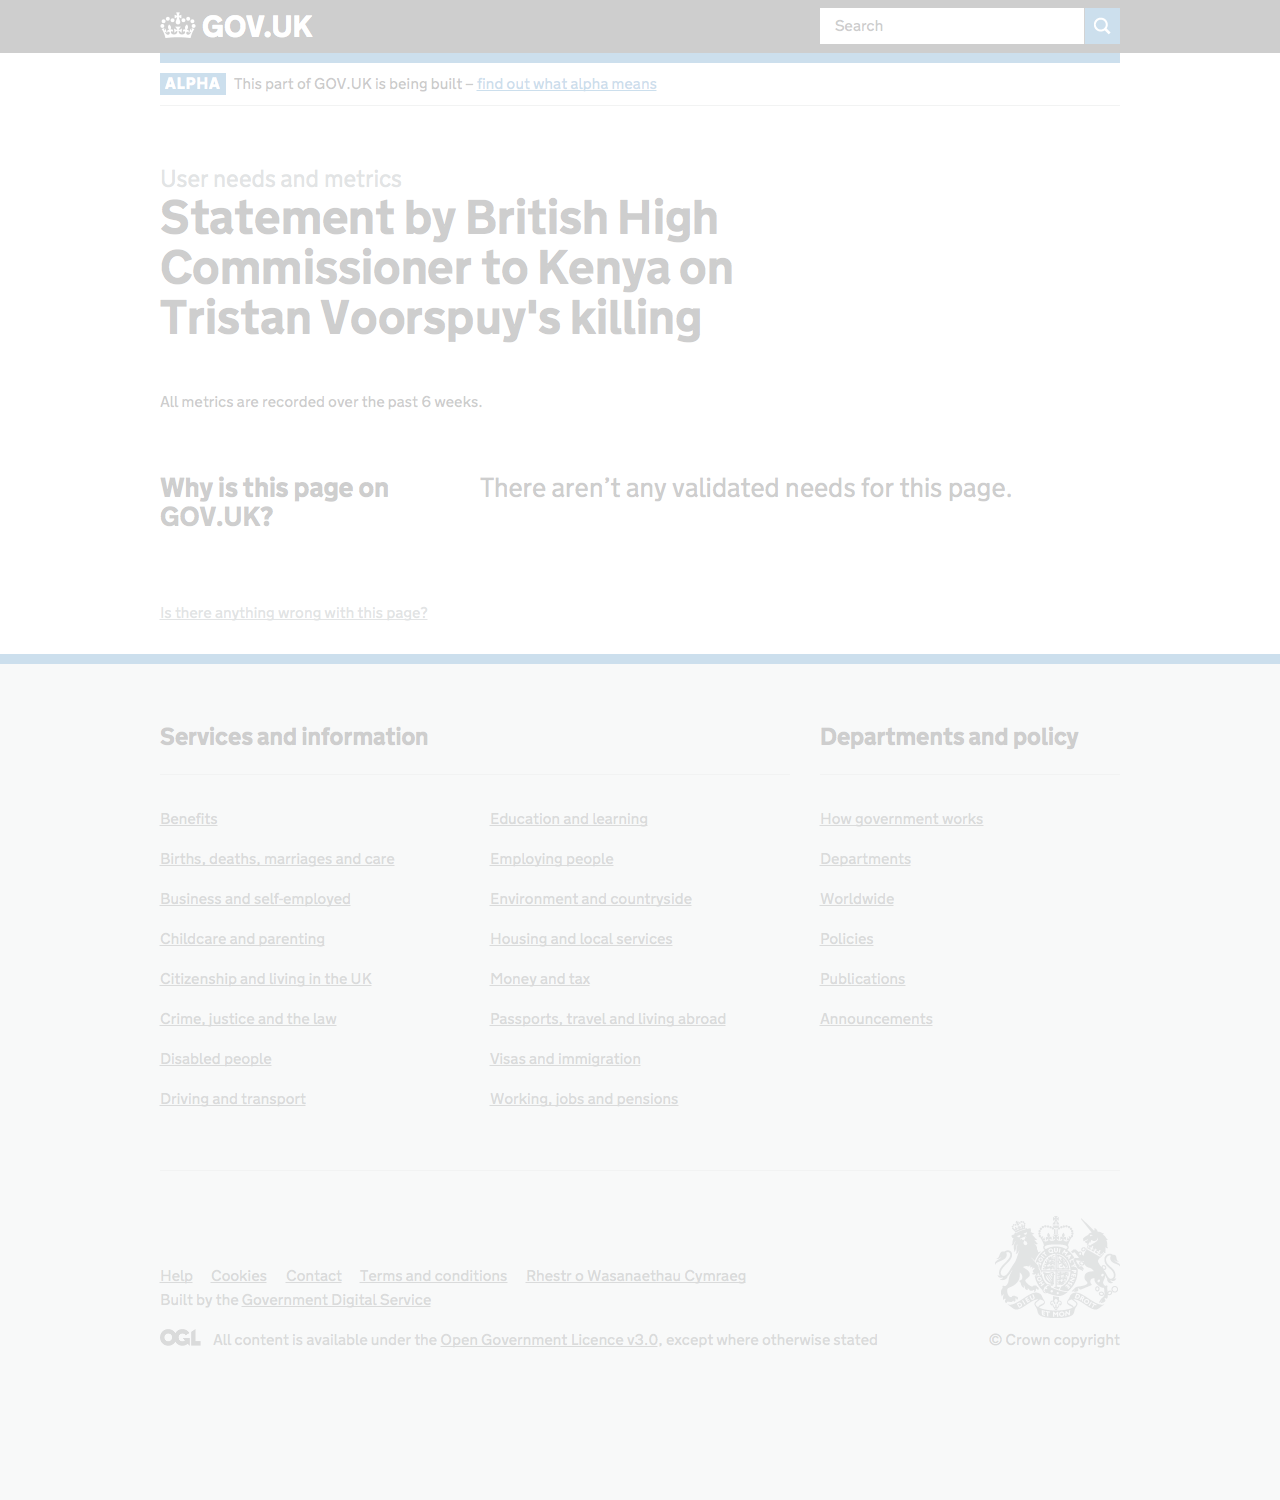 GOV.UK
Search
ALPHA This part of GOV.UK is being built – find out what alpha means
User needs and metrics
Statement by British High
Commissioner to Kenya on
Tristan Voorspuy's killing
All metrics are recorded over the past 6 weeks.
Why is this page on
GOV.UK?
There aren’t any validated needs for this page.
Is there anything wrong with this page?
Services and information
Benefits
Births, deaths, marriages and care
Business and self-employed
Childcare and parenting
Citizenship and living in the UK
Crime, justice and the law
Disabled people
Driving and transport
Education and learning
Employing people
Environment and countryside
Housing and local services
Money and tax
Passports, travel and living abroad
Visas and immigration
Working, jobs and pensions
Departments and policy
How government works
Departments
Worldwide
Policies
Publications
Announcements
Help Cookies Contact Terms and conditions Rhestr o Wasanaethau Cymraeg
Built by the Government Digital Service
OGL All content is available under the Open Government Licence v3.0, except where otherwise stated
© Crown copyright